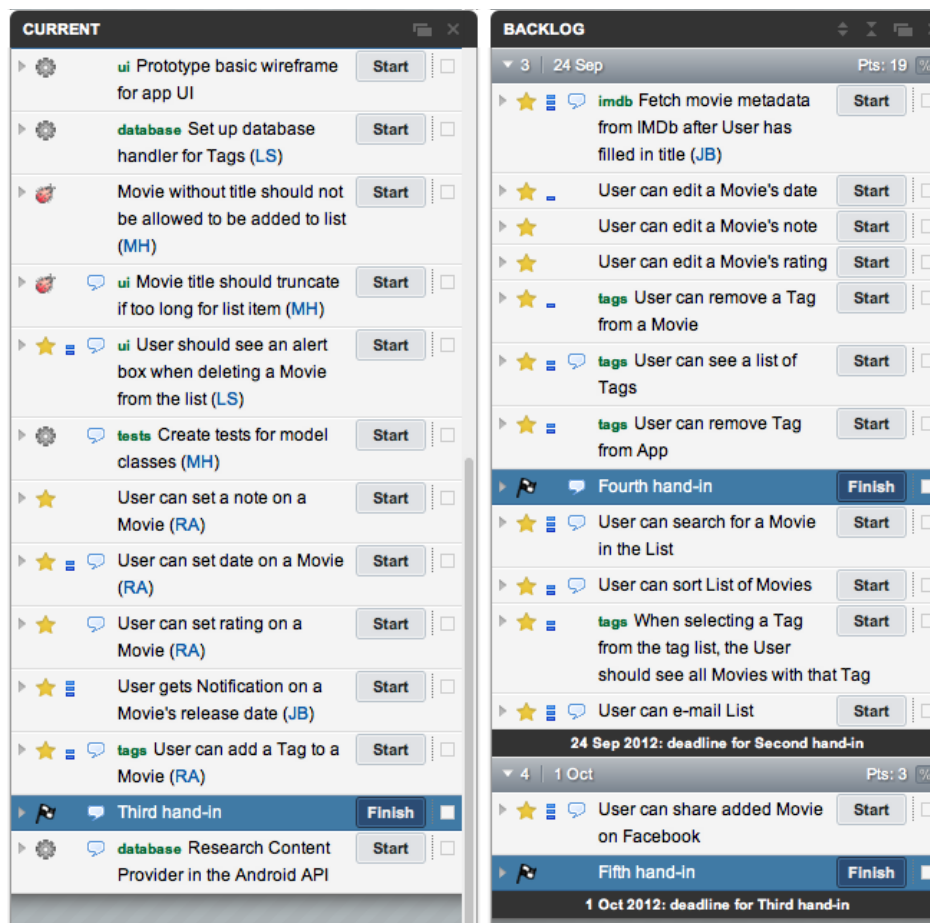 CURRENT
ui Prototype basic wireframe
for app UI
Start
database Set up database
handler for Tags (LS)
Start
Movie without title should not
be allowed to be added to list
(MH)
Start
ui Movie title should truncate
if too long for list item (MH)
Start
ui User should see an alert
box when deleting a Movie
from the list (LS)
Start
tests Create tests for model
classes (MH)
Start
User can set a note on a
Movie (RA)
Start
User can set date on a Movie
(RA)
Start
User can set rating on a
Movie (RA)
Start
User gets Notification on a
Movie's release date (JB)
Start
tags User can add a Tag to a
Movie (RA)
Start
Third hand-in
Finish
database Research Content
Provider in the Android API
Start
BACKLOG
3 24 Sep Pts: 19 %
imdb Fetch movie metadata
from IMDb after User has
filled in title (JB)
Start
User can edit a Movie's date
Start
User can edit a Movie's note
Start
User can edit a Movie's rating
Start
tags User can remove a Tag
from a Movie
Start
tags User can see a list of
Tags
Start
tags User can remove Tag
from App
Start
Fourth hand-in
Finish
User can search for a Movie
in the List
Start
User can sort List of Movies
Start
tags When selecting a Tag
from the tag list, the User
should see all Movies with that Tag
Start
User can e-mail List
Start
24 Sep 2012: deadline for Second hand-in
4 1 Oct Pts: 3 %
User can share added Movie
on Facebook
Start
Fifth hand-in
Finish
1 Oct 2012: deadline for Third hand-in